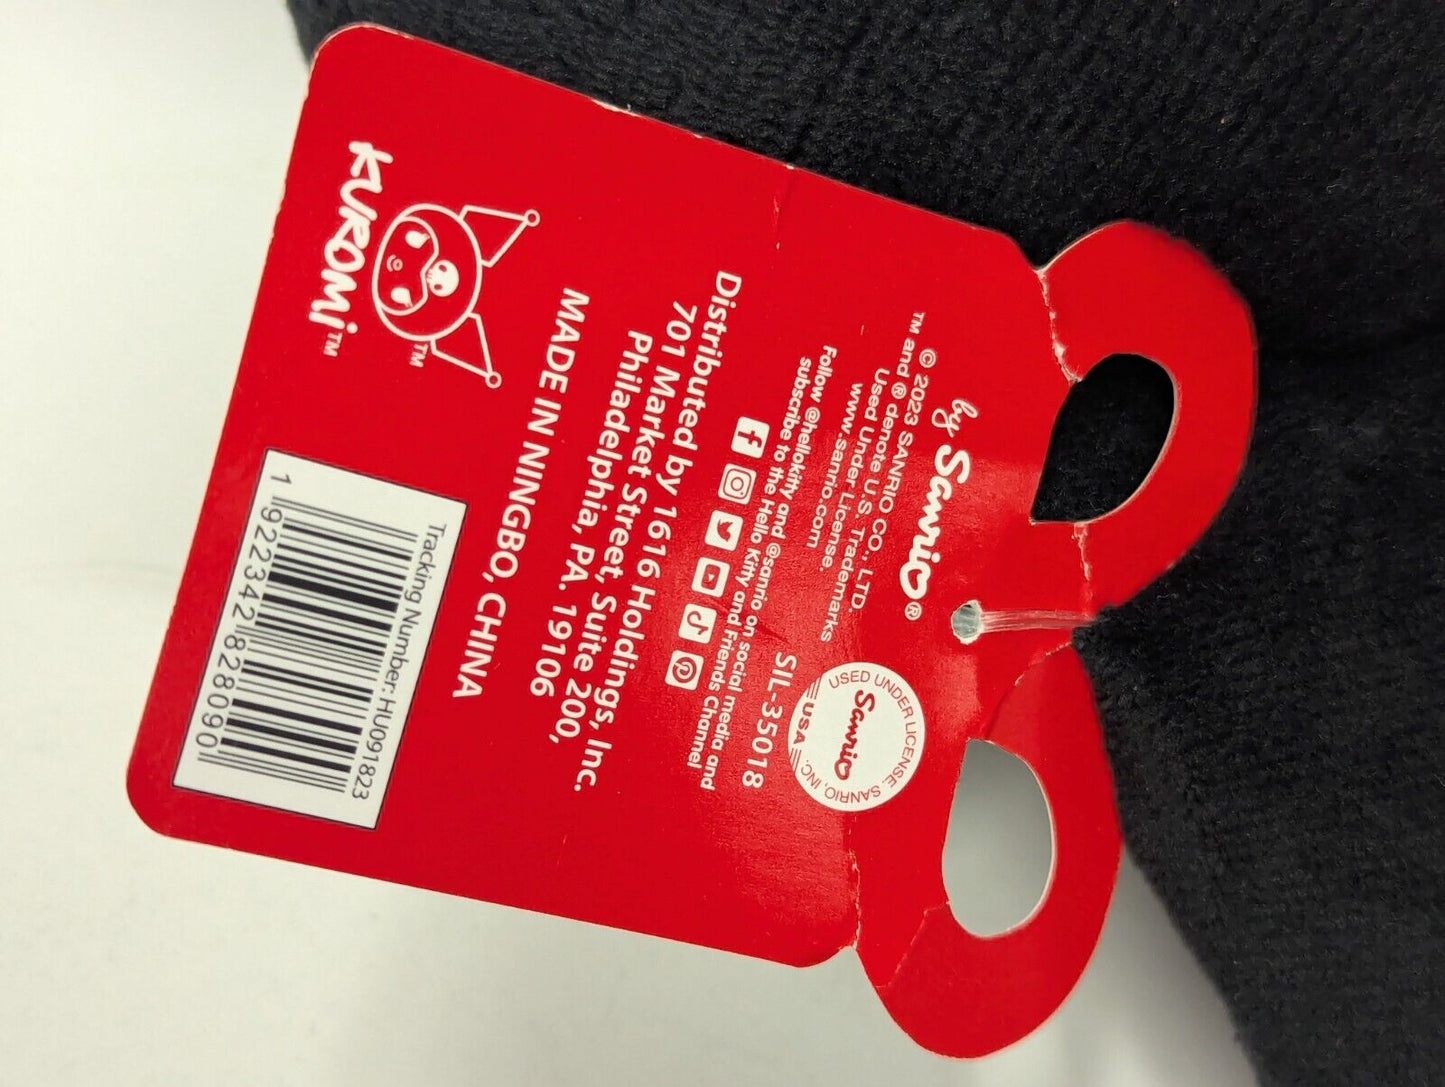 by Sanrio®
© 2023 SANRIO CO., LTD.
™ and ® denote U.S. Trademarks
Used Under License.
www.sanrio.com
Follow @hellokitty and @sanrio on social media and
subscribe to the Hello Kitty and Friends Channel
USED UNDER LICENSE. SANRIO, INC.
Sanrio
USA
SIL-35018
Distributed by 1616 Holdings, Inc.
701 Market Street, Suite 200,
Philadelphia, PA. 19106
MADE IN NINGBO, CHINA
™
KUROMI™
Tracking Number: HU091823
1 92234 2 82809 0